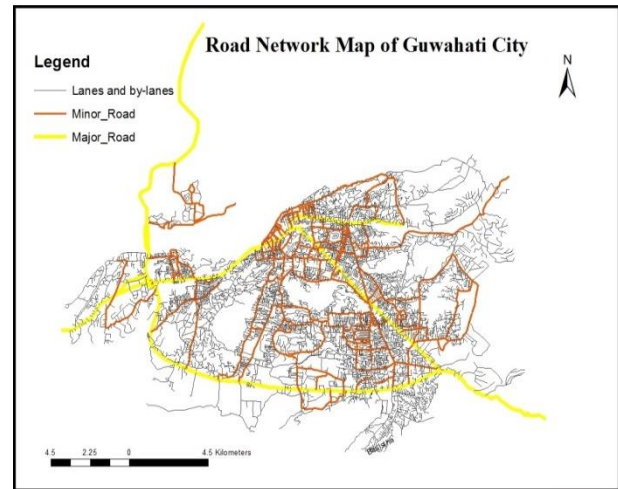 Road Network Map of Guwahati City
Legend
Lanes and by-lanes
Minor_Road
Major_Road
N
4.5 2.25 0 4.5 Kilometers